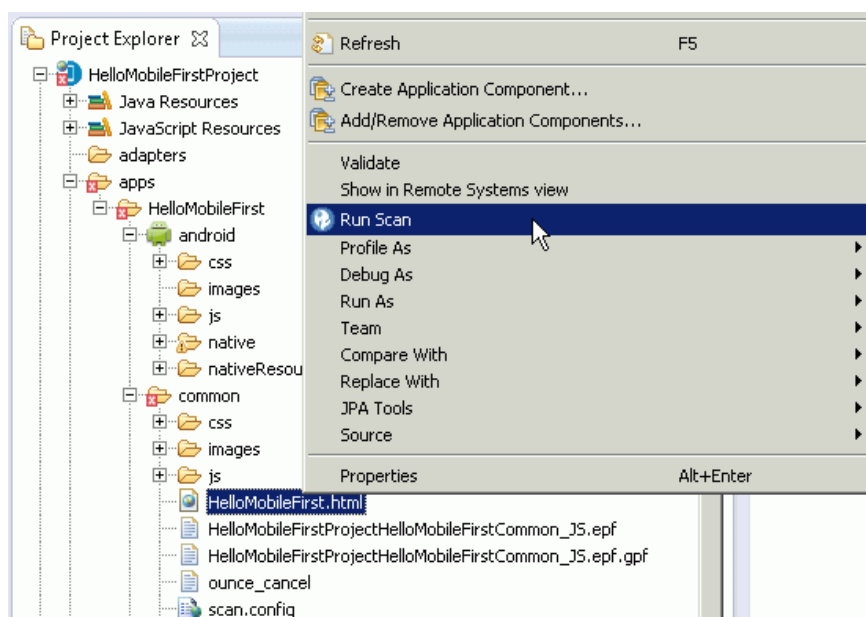 Project Explorer
HelloMobileFirstProject
Java Resources
JavaScript Resources
adapters
apps
HelloMobileFirst
android
css
images
js
native
nativeResou
common
css
images
js
HelloMobileFirst.html
HelloMobileFirstProjectHelloMobileFirstCommon_JS.epf
HelloMobileFirstProjectHelloMobileFirstCommon_JS.epf.gpf
ounce_cancel
scan.config
Refresh F5
Create Application Component...
Add/Remove Application Components...
Validate
Show in Remote Systems view
Run Scan
Profile As
Debug As
Run As
Team
Compare With
Replace With
JPA Tools
Source
Properties Alt+Enter